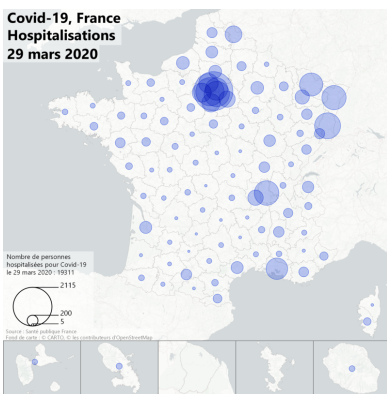 Covid-19, France
Hospitalisations
29 mars 2020
Nombre de personnes
hospitalisées pour Covid-19
le 29 mars 2020 : 19311
2115
200
5
Source : Santé publique France
Fond de carte : © CARTO, © les contributeurs d'OpenStreetMap